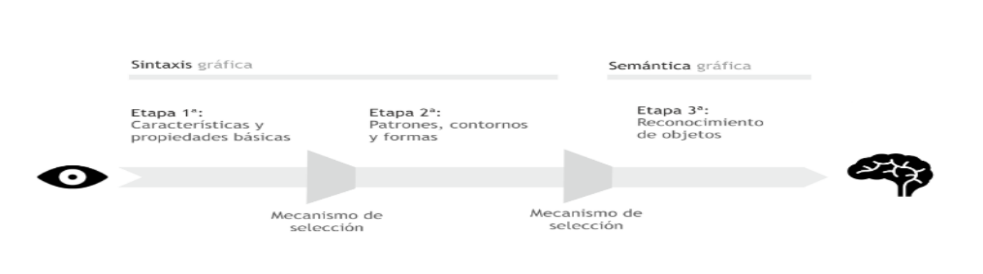 Sintaxis gráfica
Semántica gráfica
Etapa 1ª:
Características y
propiedades básicas
Etapa 2ª:
Patrones, contornos
y formas
Etapa 3ª:
Reconocimiento
de objetos
Mecanismo de
selección
Mecanismo de
selección